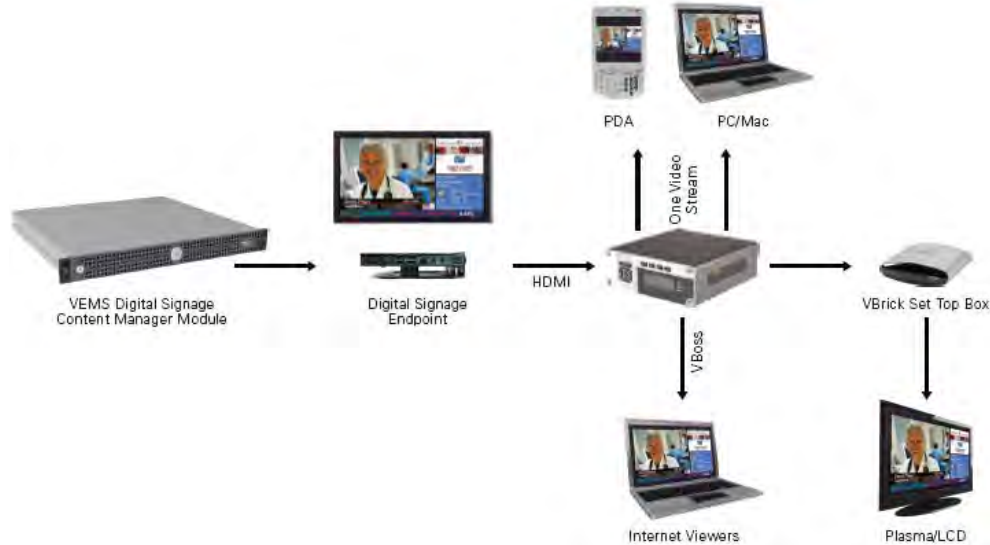 PDA
PC/Mac
One Video
Stream
VEMS Digital Signage
Content Manager Module
Digital Signage
Endpoint
HDMI
VBrick Set Top Box
VBoss
Internet Viewers
Plasma/LCD